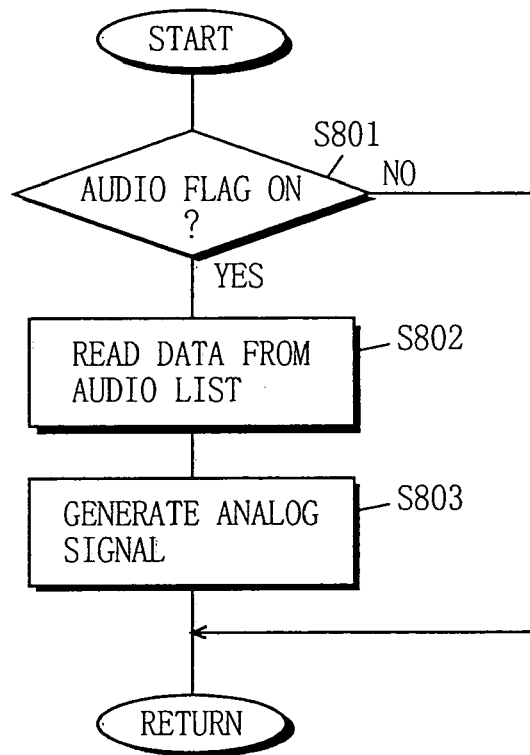 START
S801
AUDIO FLAG ON
?
NO
YES
READ DATA FROM
AUDIO LIST
S802
GENERATE ANALOG
SIGNAL
S803
RETURN